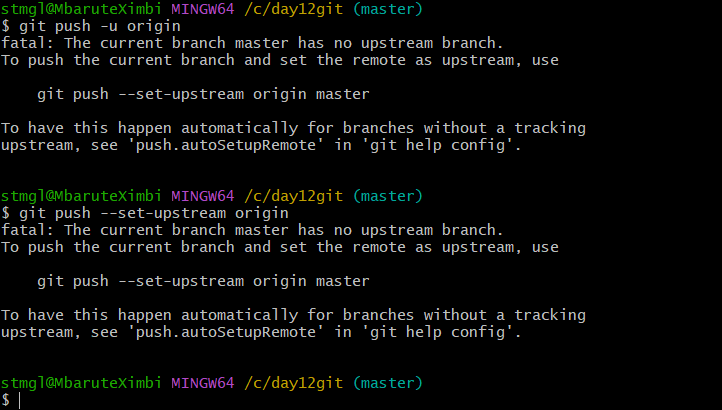 stmgl@MbaruteXimbi MINGW64 /c/day12git (master)
$ git push -u origin
fatal: The current branch master has no upstream branch.
To push the current branch and set the remote as upstream, use

    git push --set-upstream origin master

To have this happen automatically for branches without a tracking
upstream, see 'push.autoSetupRemote' in 'git help config'.


stmgl@MbaruteXimbi MINGW64 /c/day12git (master)
$ git push --set-upstream origin
fatal: The current branch master has no upstream branch.
To push the current branch and set the remote as upstream, use

    git push --set-upstream origin master

To have this happen automatically for branches without a tracking
upstream, see 'push.autoSetupRemote' in 'git help config'.


stmgl@MbaruteXimbi MINGW64 /c/day12git (master)
$